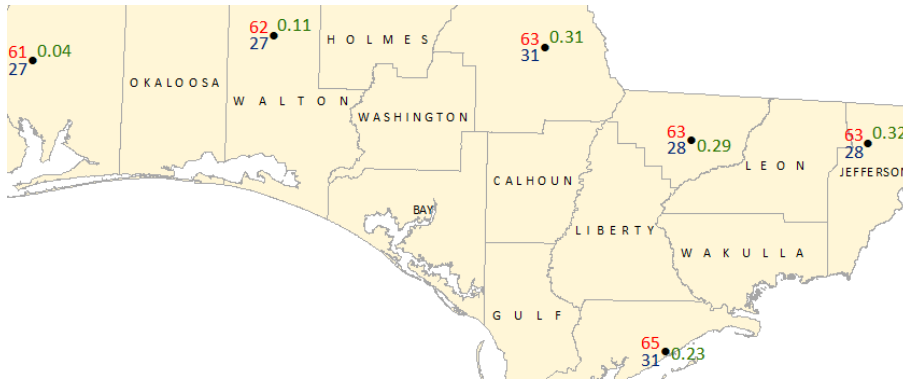 62 0.11
27
HOLMES
63 0.31
31
61 0.04
27
OKALOOSA
WALTON
WASHINGTON
63
28 0.29
63 0.32
28
LEON
JEFFERSON
CALHOUN
BAY
LIBERTY
WAKULLA
GULF
65
31 0.23